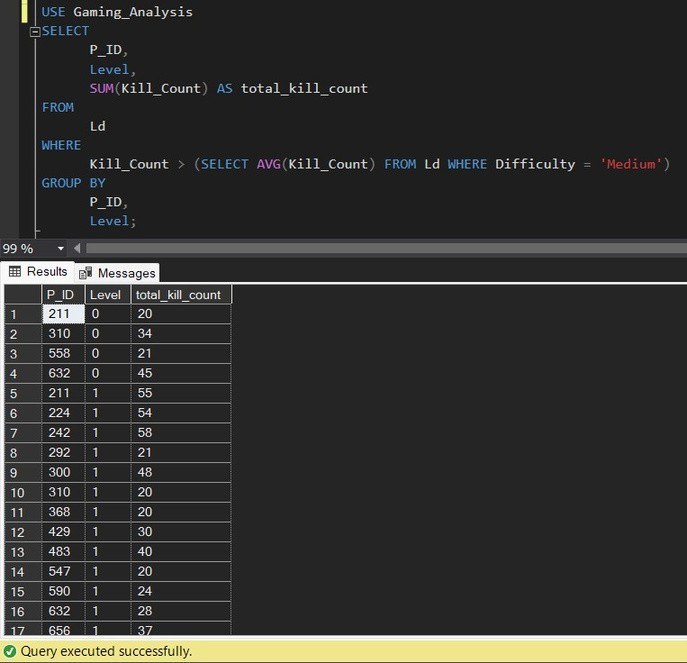 USE Gaming_Analysis
SELECT
P_ID,
Level,
SUM(Kill_Count) AS total_kill_count
FROM
Ld
WHERE
Kill_Count > (SELECT AVG(Kill_Count) FROM Ld WHERE Difficulty = 'Medium')
GROUP BY
P_ID,
Level;
99 %
Results Messages
P_ID Level total_kill_count
1 211 0 20
2 310 0 34
3 558 0 21
4 632 0 45
5 211 1 55
6 224 1 54
7 242 1 58
8 292 1 21
9 300 1 48
10 310 1 20
11 368 1 20
12 429 1 30
13 483 1 40
14 547 1 20
15 590 1 24
16 632 1 28
17 656 1 37
Query executed successfully.